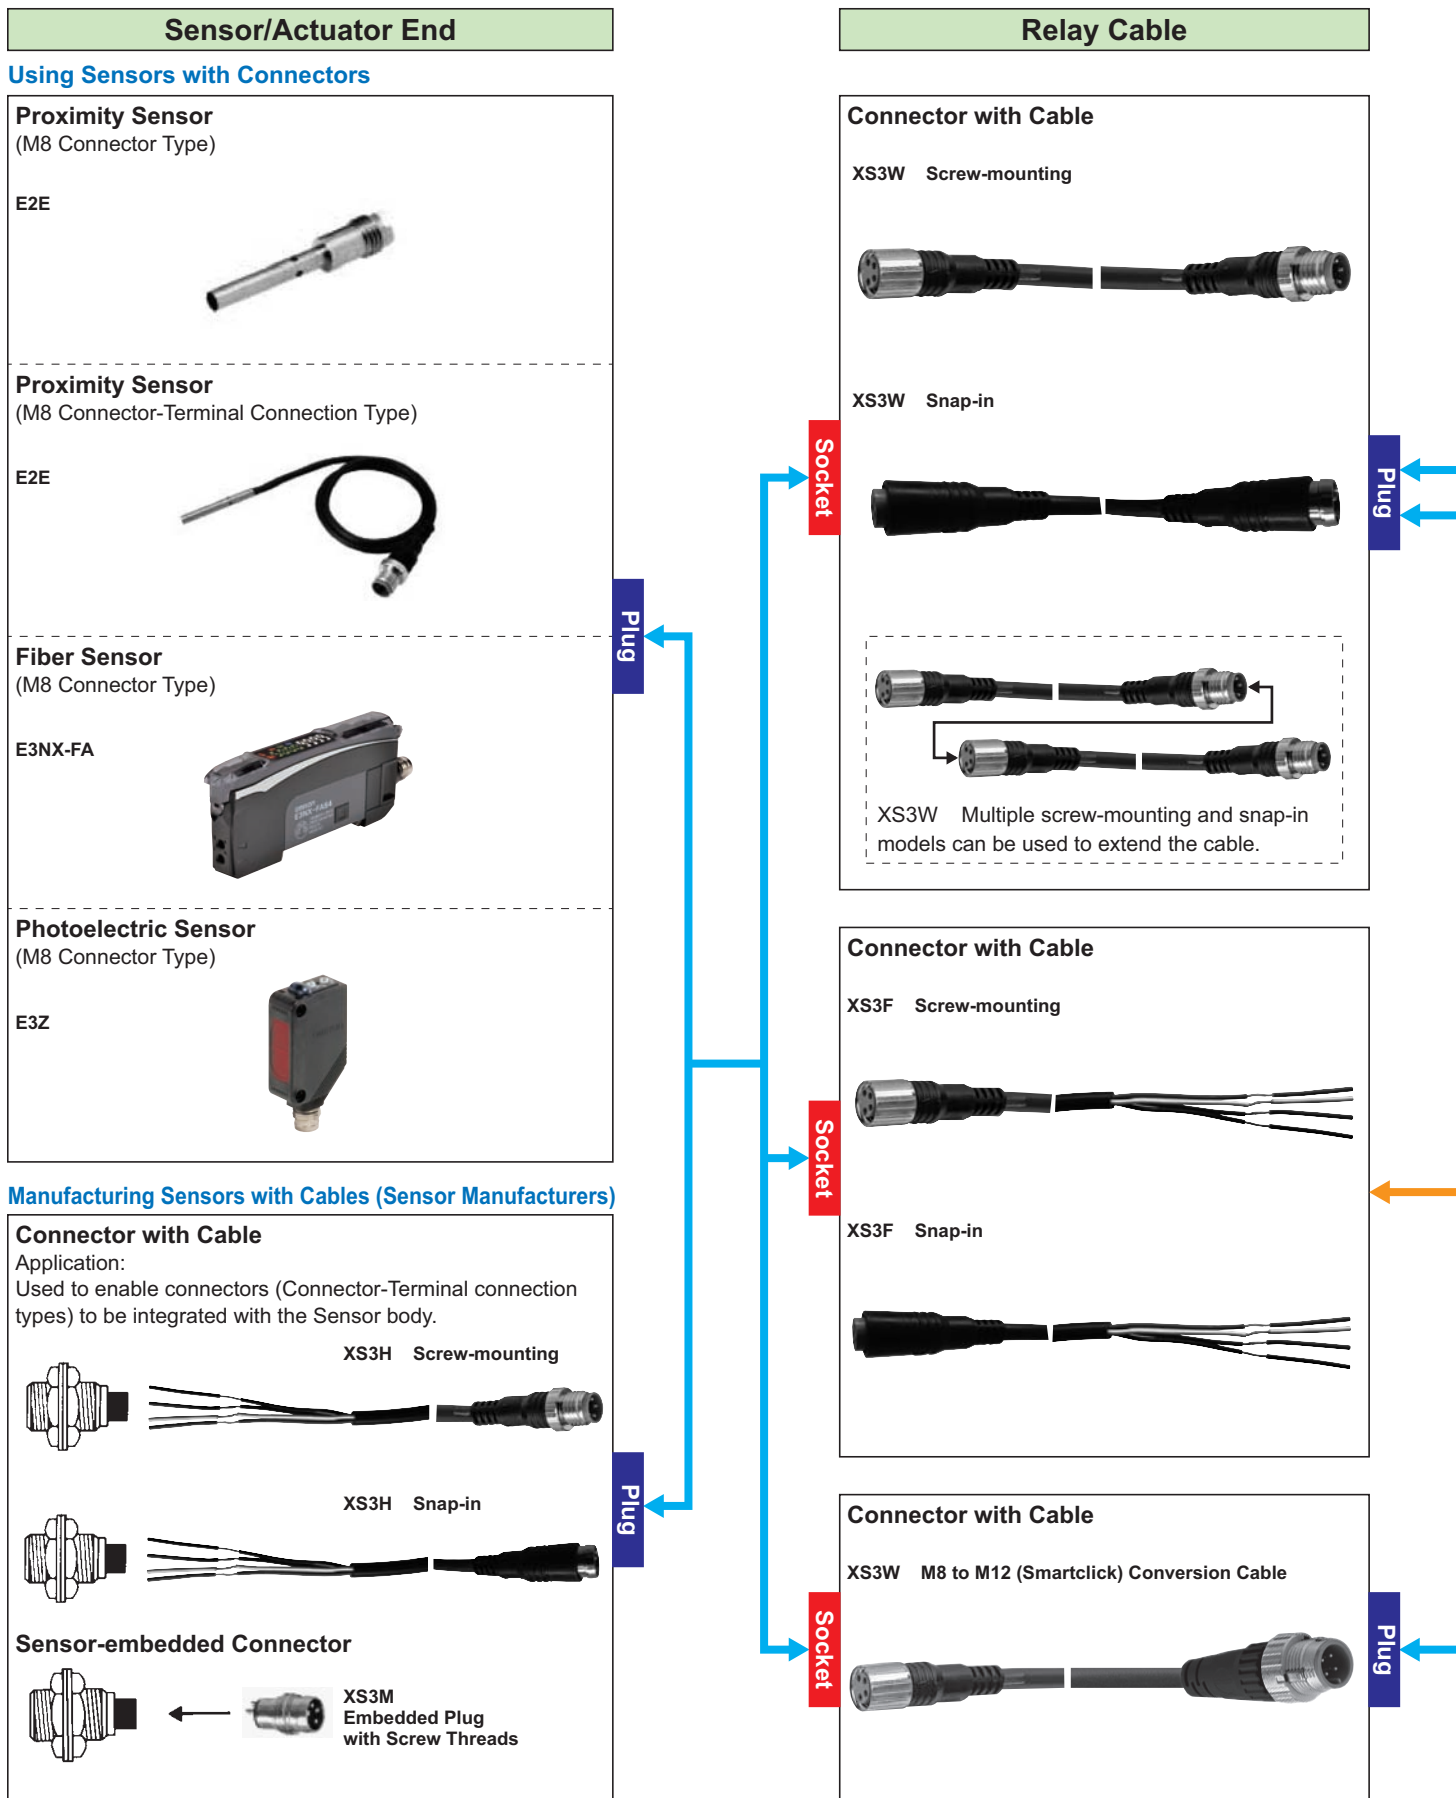 Sensor/Actuator End
Using Sensors with Connectors
Proximity Sensor
(M8 Connector Type)
E2E
Proximity Sensor
(M8 Connector-Terminal Connection Type)
E2E
Fiber Sensor
(M8 Connector Type)
E3NX-FA
Photoelectric Sensor
(M8 Connector Type)
E3Z
Plug
Manufacturing Sensors with Cables (Sensor Manufacturers)
Connector with Cable
Application:
Used to enable connectors (Connector-Terminal connection
types) to be integrated with the Sensor body.
XS3H Screw-mounting
XS3H Snap-in
Plug
Sensor-embedded Connector
XS3M
Embedded Plug
with Screw Threads
Relay Cable
Connector with Cable
XS3W Screw-mounting
XS3W Snap-in
Socket
Plug
XS3W Multiple screw-mounting and snap-in
models can be used to extend the cable.
Connector with Cable
XS3F Screw-mounting
Socket
XS3F Snap-in
Connector with Cable
XS3W M8 to M12 (Smartclick) Conversion Cable
Socket
Plug